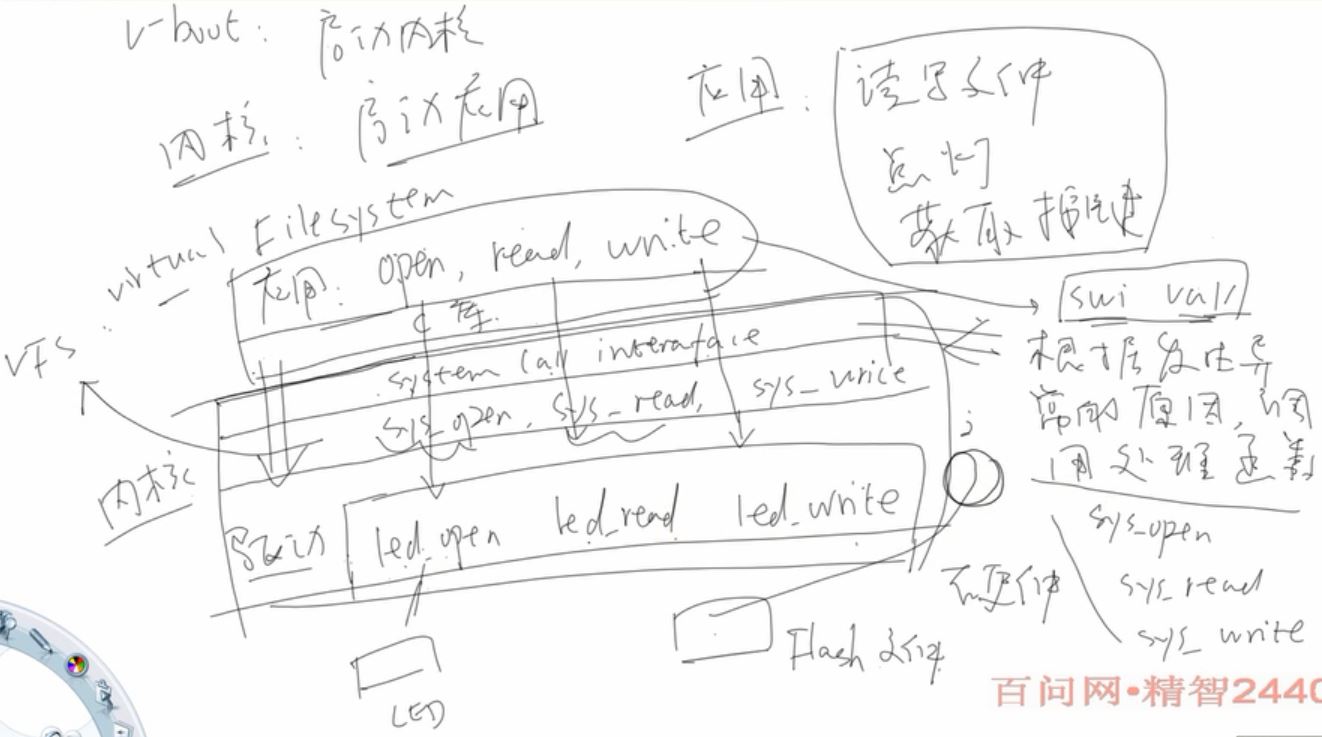 u-boot: 启动内核
内核: 启动应用
应用:
读写文件
点灯
获取按键
VFS: virtual Filesystem
应用: open, read, write
C库
system call interaface
sys_open, sys_read, sys_write
内核
驱动
led_open led_read led_write
LED
Flash 文件
硬件
swi val
根据发生异
常的原因, 调
用处理函数
sys_open
sys_read
sys_write
百问网•精智2440